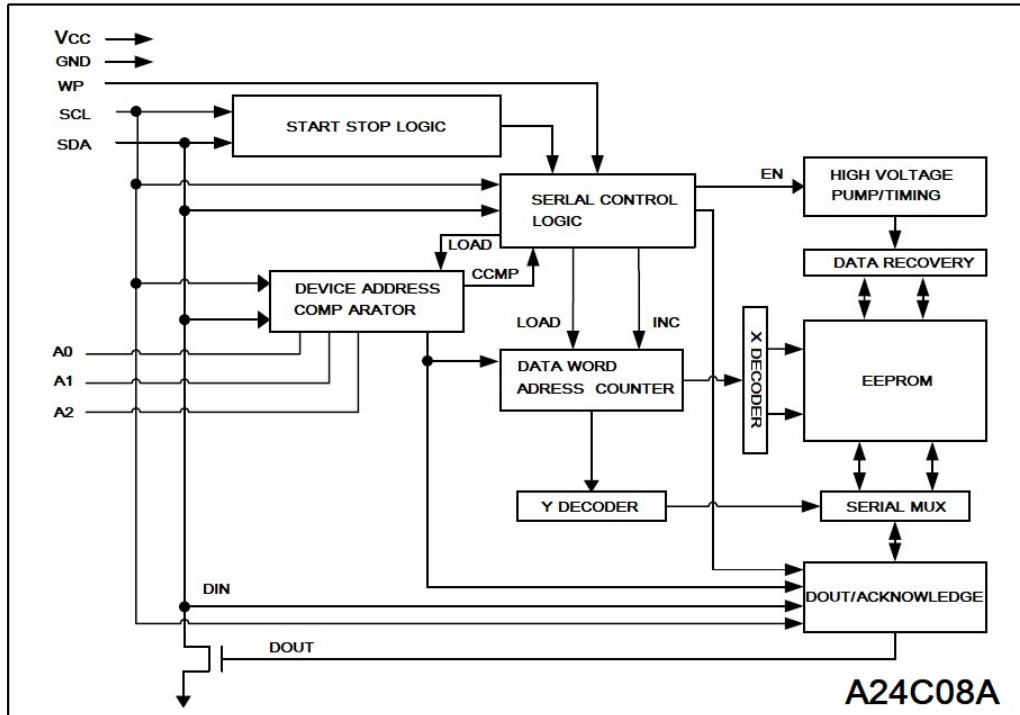 VCC
GND
WP
SCL
SDA
START STOP LOGIC
SERLAL CONTROL
LOGIC
EN
HIGH VOLTAGE
PUMP/TIMING
LOAD
CCMP
DATA RECOVERY
DEVICE ADDRESS
COMP ARATOR
LOAD
INC
A0
A1
A2
DATA WORD
ADRESS COUNTER
X DECODER
EEPROM
Y DECODER
SERIAL MUX
DIN
DOUT/ACKNOWLEDGE
DOUT
A24C08A